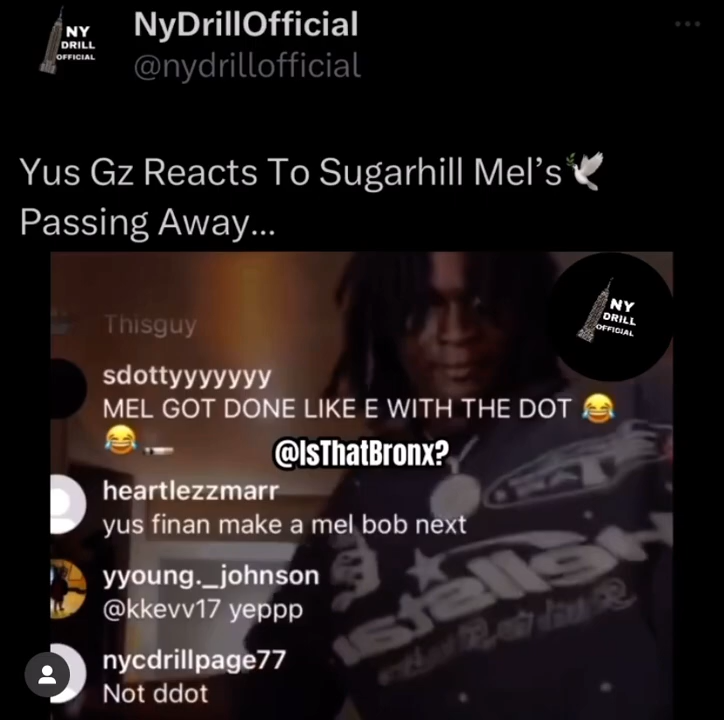 NY
DRILL
OFFICIAL
NyDrillOfficial
@nydrillofficial
Yus Gz Reacts To Sugarhill Mel's🕊️
Passing Away...
NY
DRILL
OFFICIAL
Thisguy
sdottyyyyyyy
MEL GOT DONE LIKE E WITH THE DOT 😂
😂🚬
@IsThatBronx?
heartlezzmarr
yus finan make a mel bob next
yyoung._johnson
@kkevv17 yeppp
nycdrillpage77
Not ddot